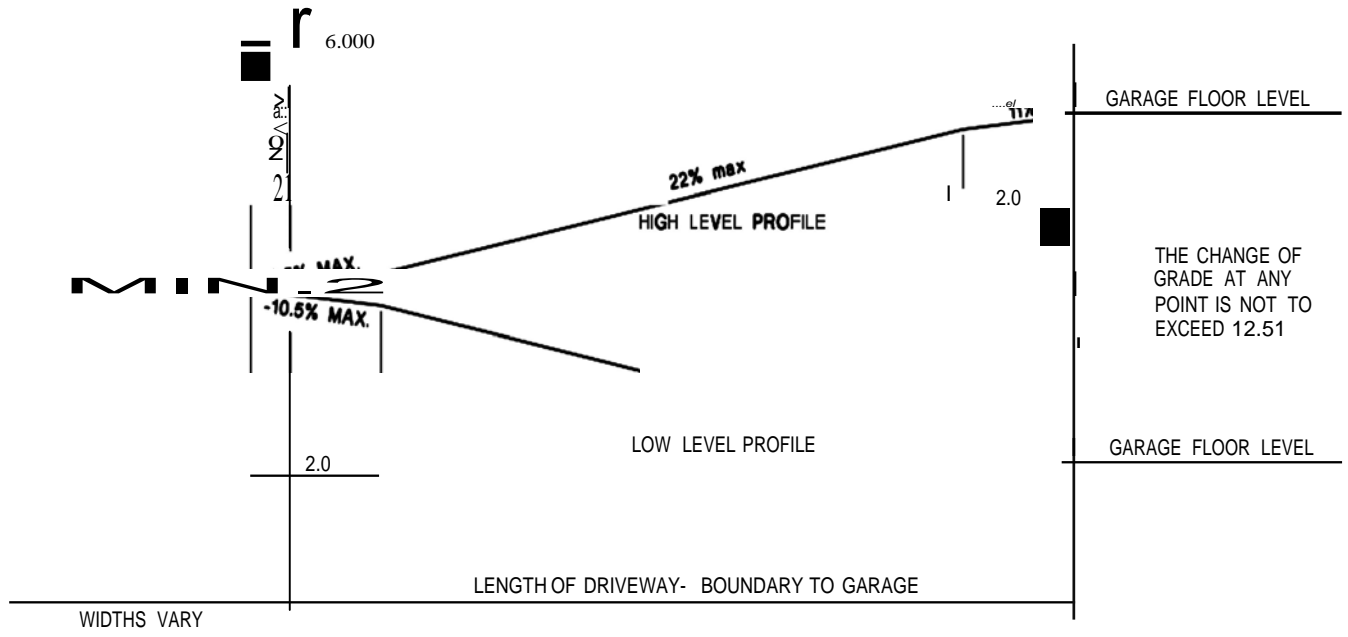 6.000
GARAGE FLOOR LEVEL
22% max
2.0
HIGH LEVEL PROFILE
MAX.
MIN.2
-10.5% MAX.
THE CHANGE OF
GRADE AT ANY
POINT IS NOT TO
EXCEED 12.51
LOW LEVEL PROFILE
GARAGE FLOOR LEVEL
2.0
LENGTH OF DRIVEWAY- BOUNDARY TO GARAGE
WIDTHS VARY